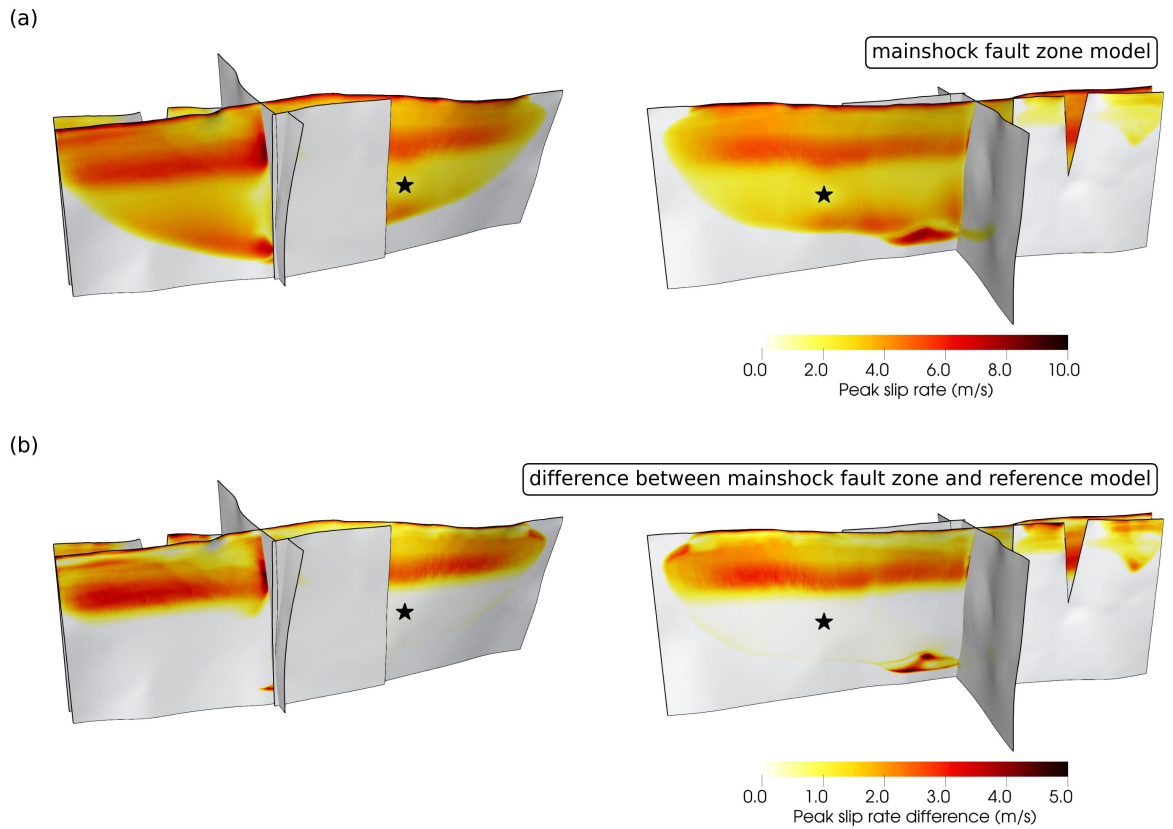 (a)
mainshock fault zone model
0.0 2.0 4.0 6.0 8.0 10.0
Peak slip rate (m/s)
(b)
difference between mainshock fault zone and reference model
0.0 1.0 2.0 3.0 4.0 5.0
Peak slip rate difference (m/s)